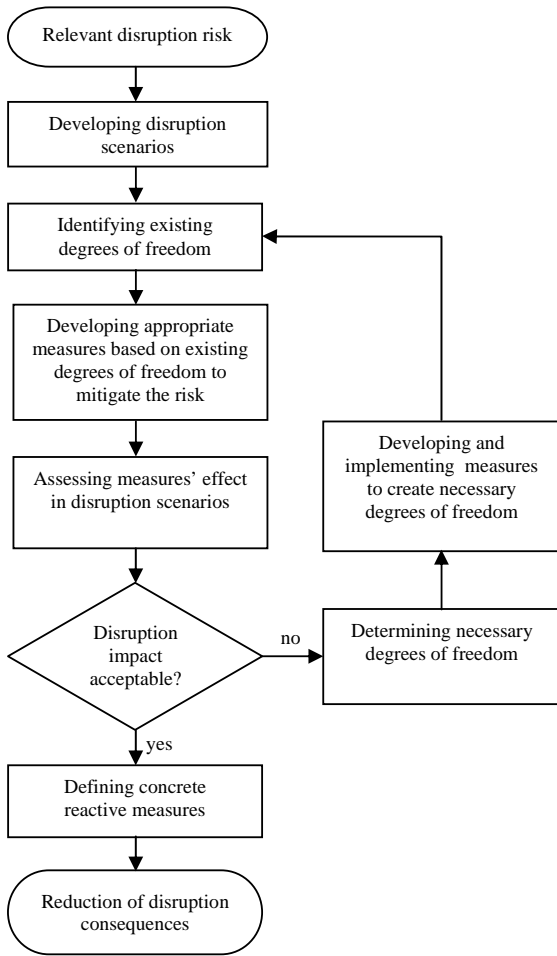 Relevant disruption risk
Developing disruption
scenarios
Identifying existing
degrees of freedom
Developing appropriate
measures based on existing
degrees of freedom to
mitigate the risk
Assessing measures' effect
in disruption scenarios
Disruption
impact
acceptable?
no
yes
Determining necessary
degrees of freedom
Developing and
implementing measures
to create necessary
degrees of freedom
Defining concrete
reactive measures
Reduction of disruption
consequences